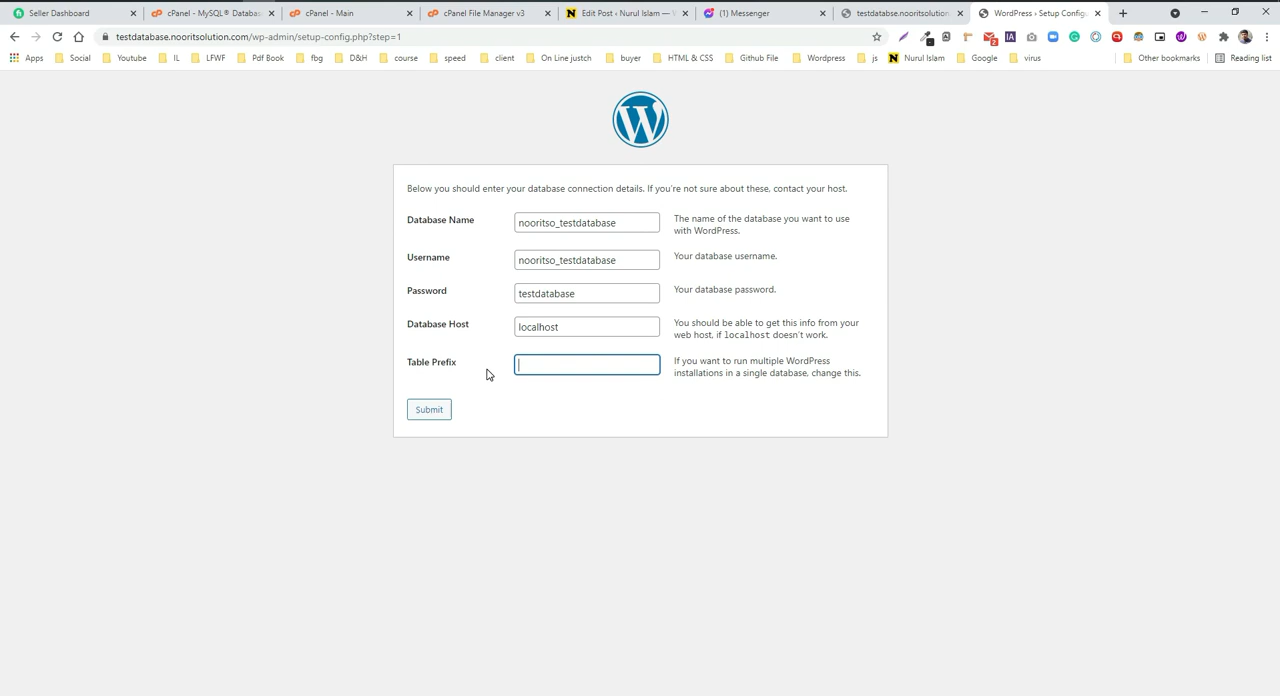 Seller Dashboard
cPanel - MySQL® Databas
cPanel - Main
cPanel File Manager v3
Edit Post ‹ Nurul Islam —
(1) Messenger
testdatabse.nooritsolution
WordPress › Setup Config
testdatabase.nooritsolution.com/wp-admin/setup-config.php?step=1
Apps Social Youtube IL LFWF Pdf Book fbg D&H course speed client On Line justch buyer HTML & CSS Github File Wordpress js Nurul Islam Google virus Other bookmarks Reading list
Below you should enter your database connection details. If you're not sure about these, contact your host.
Database Name
nooritso_testdatabase
The name of the database you want to use
with WordPress.
Username
nooritso_testdatabase
Your database username.
Password
testdatabase
Your database password.
Database Host
localhost
You should be able to get this info from your
web host, if localhost doesn't work.
Table Prefix
If you want to run multiple WordPress
installations in a single database, change this.
Submit